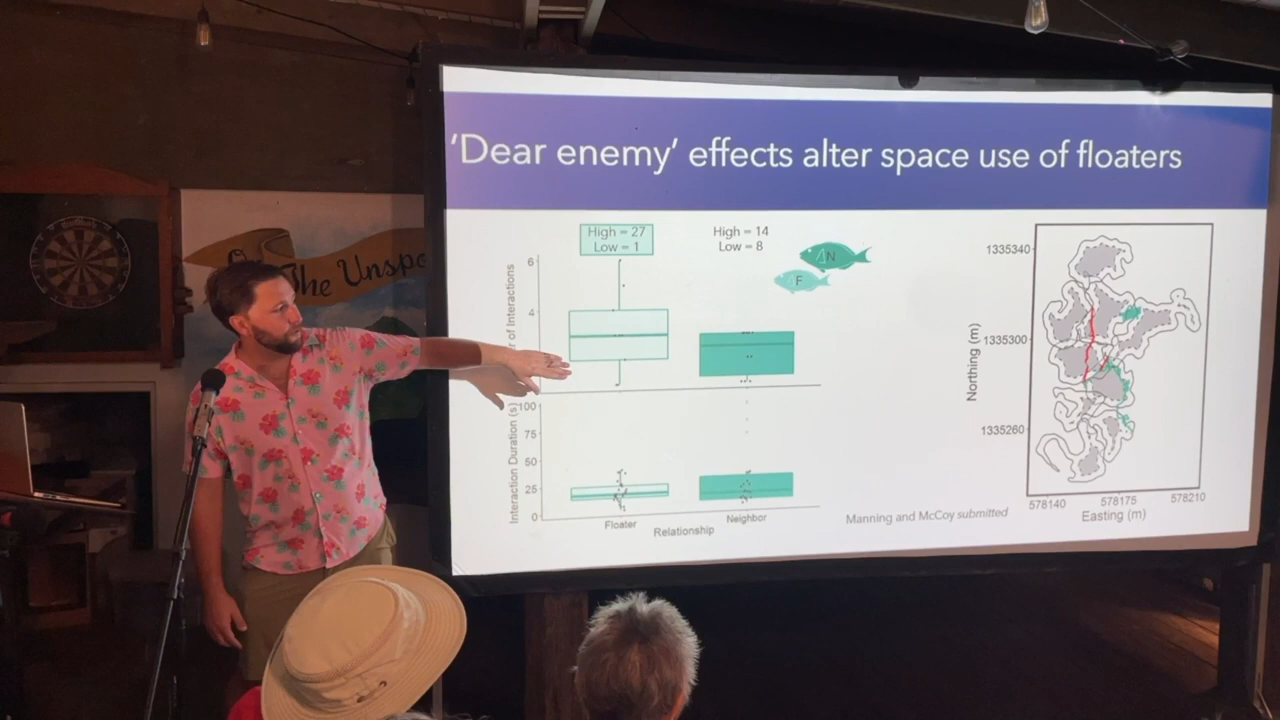 'Dear enemy' effects alter space use of floaters
High = 27
Low = 1
High = 14
Low = 8
N
F
of Interactions
6
4
Interaction Duration (s)
100
75
50
25
0
Floater
Neighbor
Relationship
Manning and McCoy submitted
Northing (m)
1335340
1335300
1335260
578140
578175
578210
Easting (m)
The